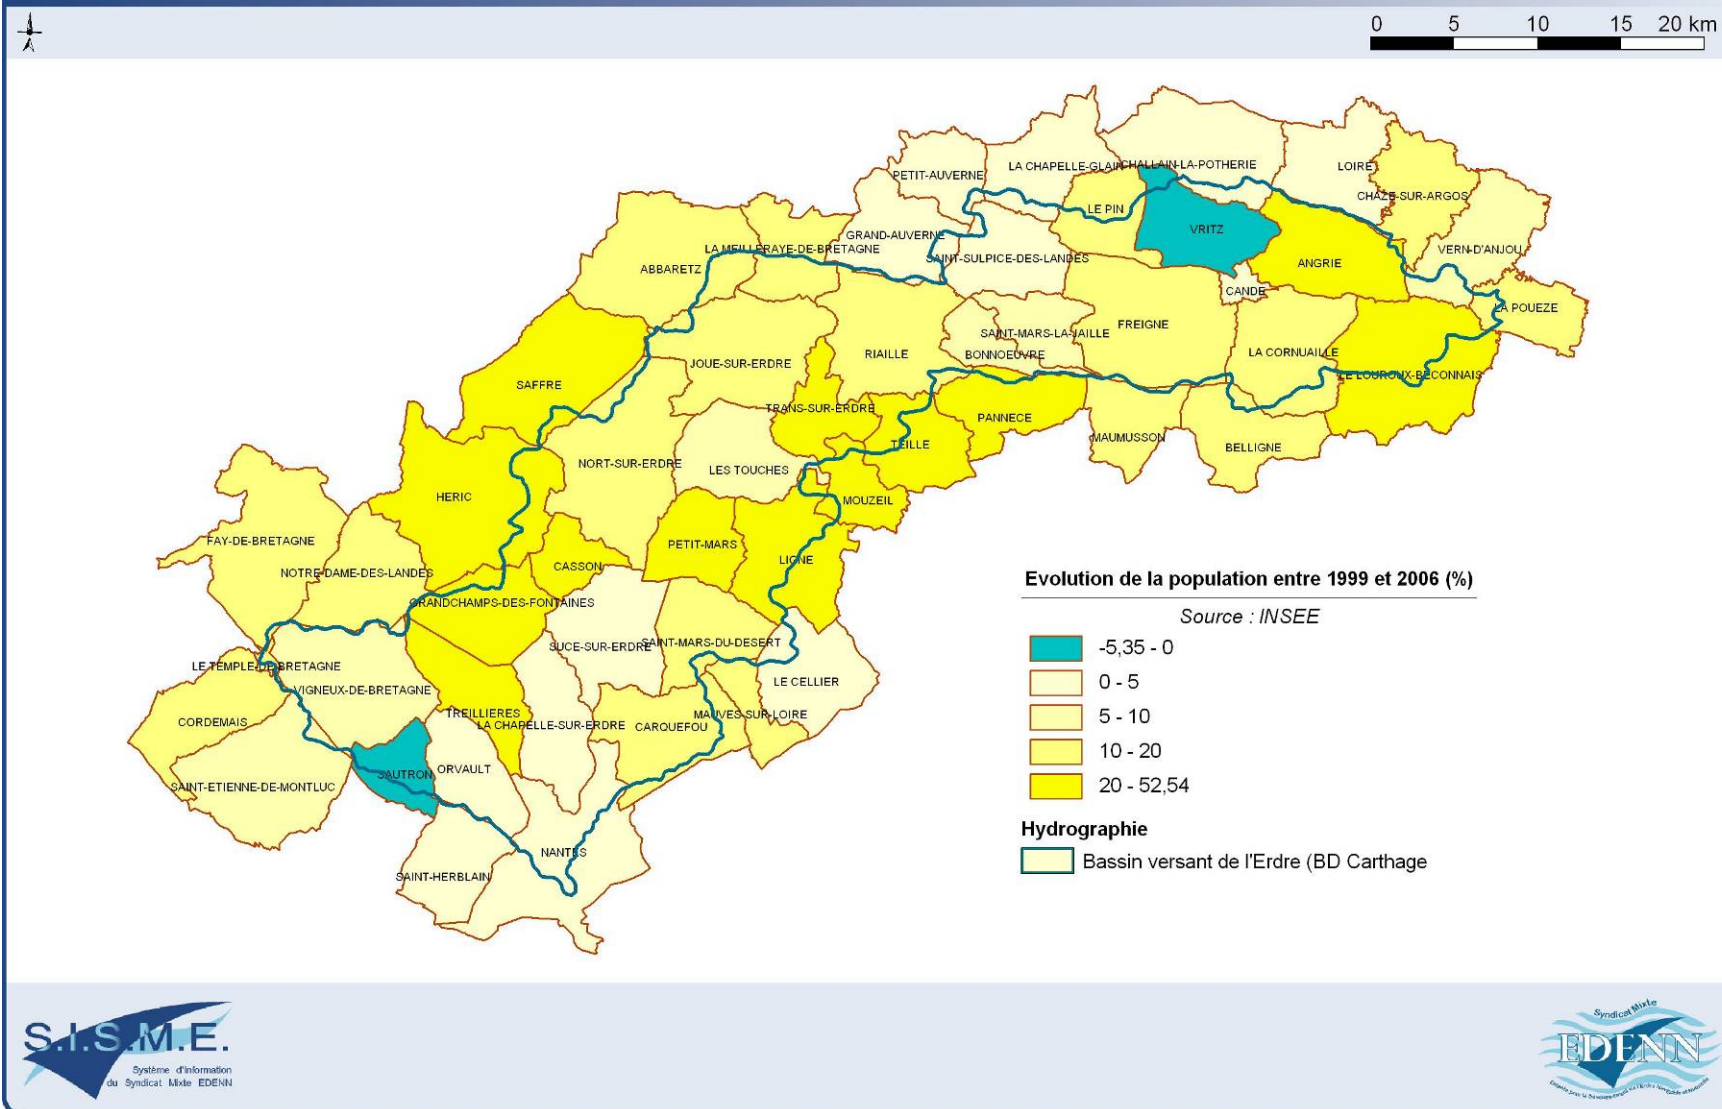 0 5 10 15 20 km
LA CHAPELLE-GLAIN
CHALLAIN-LA-POTHERIE
LOIRE
PETIT-AUVERNE
CHAZE-SUR-ARGOS
LE PIN
VRITZ
GRAND-AUVERNE
LA MEILLERAYE-DE-BRETAGNE
VERN-D'ANJOU
ABBARETZ
SAINT-SULPICE-DES-LANDES
ANGRIE
CANDE
LA POUEZE
FREIGNE
SAINT-MARS-LA-JAILLE
RIAILLE
BONNOEUVRE
LA CORNUAILLE
JOUE-SUR-ERDRE
LE LOUROUX-BECONNAIS
SAFFRE
TRANS-SUR-ERDRE
PANNECE
TEILLE
MAUMUSSON
BELLIGNE
NORT-SUR-ERDRE
LES TOUCHES
HERIC
MOUZEIL
FAY-DE-BRETAGNE
PETIT-MARS
LIGNE
CASSON
NOTRE-DAME-DES-LANDES
GRANDCHAMPS-DES-FONTAINES
SUCE-SUR-ERDRE
SAINT-MARS-DU-DESERT
LE TEMPLE-DE-BRETAGNE
LE CELLIER
VIGNEUX-DE-BRETAGNE
TREILLIERES
MAUVES-SUR-LOIRE
CORDEMAIS
LA CHAPELLE-SUR-ERDRE
CARQUEFOU
SAUTRON
ORVAULT
SAINT-ETIENNE-DE-MONTLUC
NANTES
SAINT-HERBLAIN
Evolution de la population entre 1999 et 2006 (%)
Source : INSEE
-5,35 - 0
0 - 5
5 - 10
10 - 20
20 - 52,54
Hydrographie
Bassin versant de l'Erdre (BD Carthage
S.I.S.M.E.
Système d'Information
du Syndicat Mixte EDENN
Syndicat Mixte
EDENN